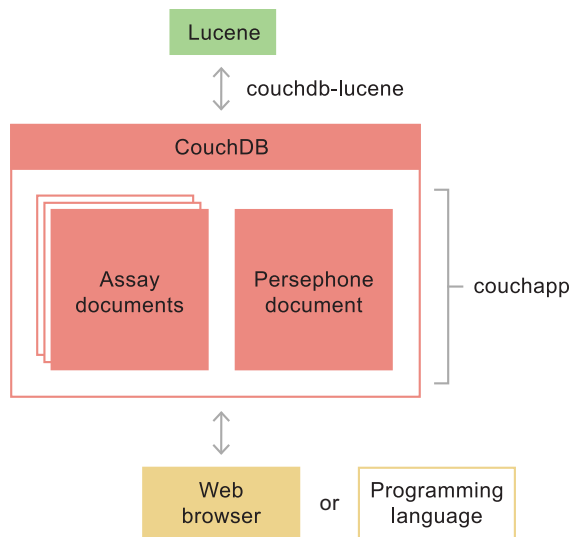 Lucene
couchdb-lucene
CouchDB
Assay
documents
Persephone
document
couchapp
Web
browser
or
Programming
language